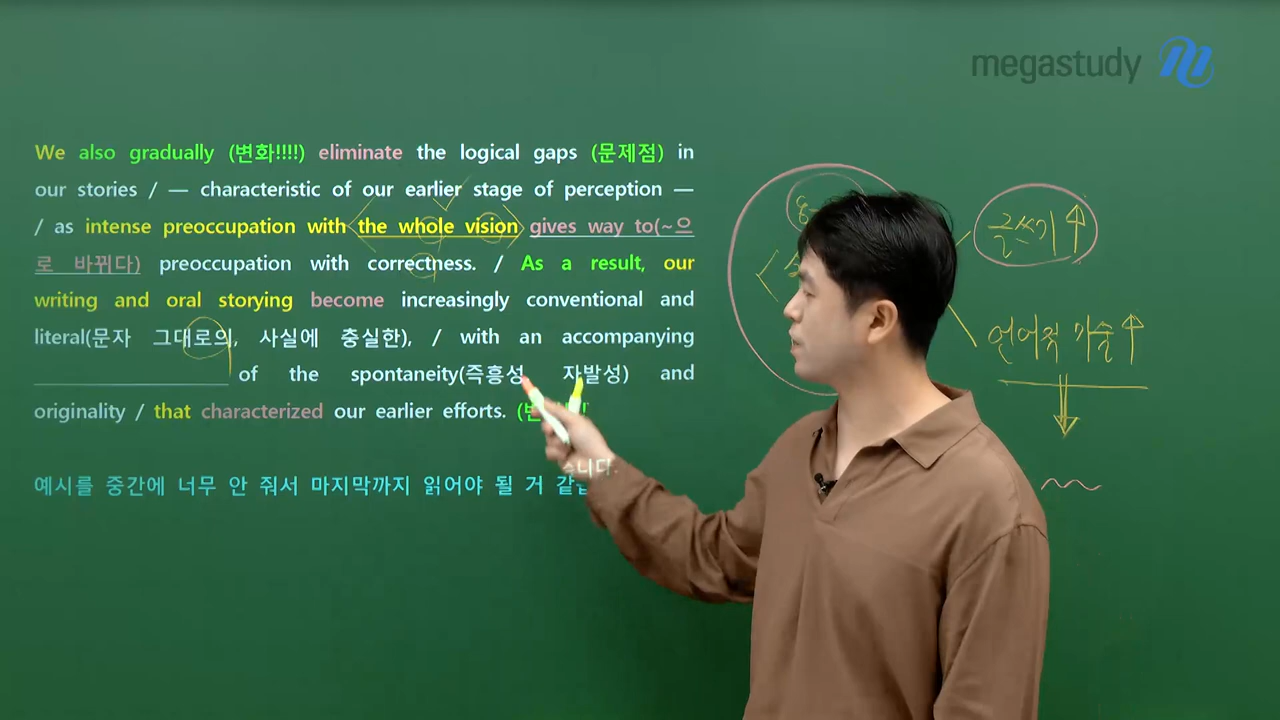 megastudy
We also gradually (변화!!!!) eliminate the logical gaps (문제점) in
our stories / — characteristic of our earlier stage of perception —
/ as intense preoccupation with the whole vision gives way to(~으
로 바뀌다) preoccupation with correctness. / As a result, our
writing and oral storying become increasingly conventional and
literal(문자 그대로의, 사실에 충실한), / with an accompanying
of the spontaneity(즉흥성 자발성) and
originality / that characterized our earlier efforts.
예시를 중간에 너무 안 줘서 마지막까지 읽어야 될 거
글쓰기↑
언어적 기술↑